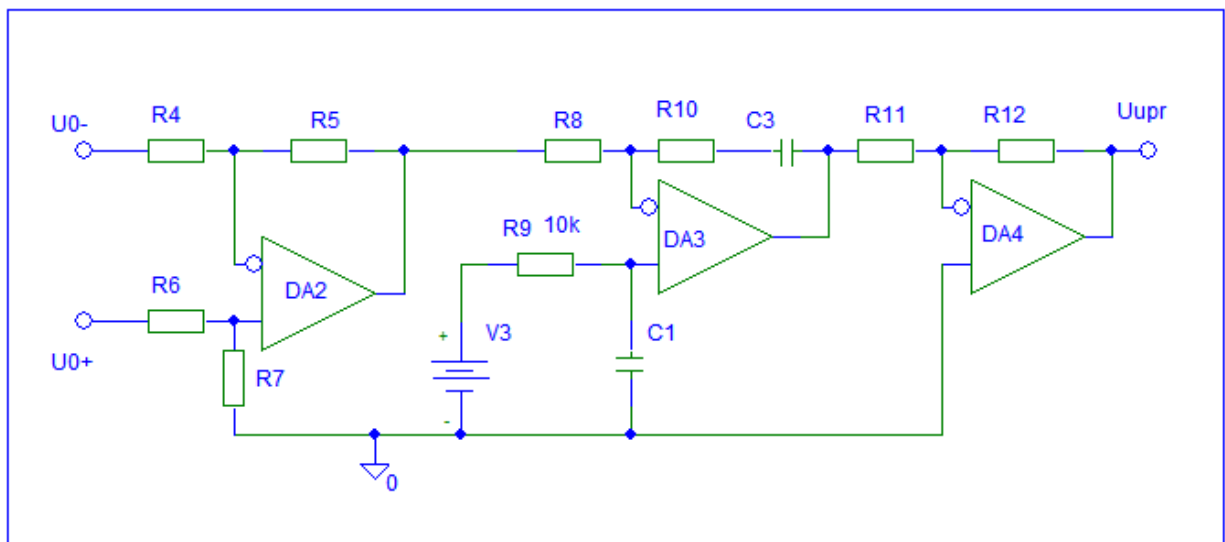 U0-
R4
R5
R8
R10
C3
R11
R12
Uupr
R9 10k
DA3
DA4
R6
DA2
U0+
R7
+
V3
C1
-
0